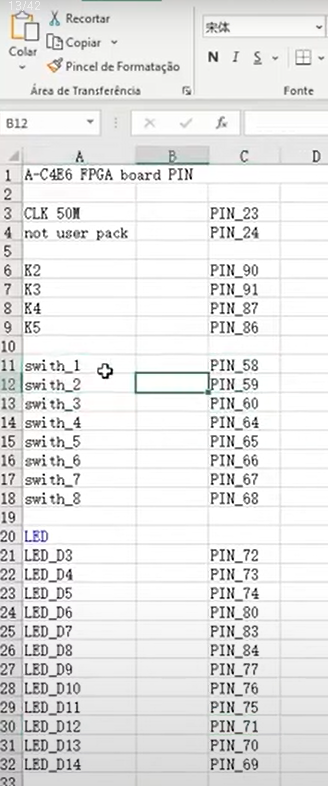 13/42
Recortar
Colar
Copiar
Pincel de Formatação
Área de Transferência
宋体
N I S
Fonte
B12
fx
A B C D
1 A-C4E6 FPGA board PIN
2
3 CLK 50M PIN_23
4 not user pack PIN_24
5
6 K2 PIN_90
7 K3 PIN_91
8 K4 PIN_87
9 K5 PIN_86
10
11 swith_1 PIN_58
12 swith_2 PIN_59
13 swith_3 PIN_60
14 swith_4 PIN_64
15 swith_5 PIN_65
16 swith_6 PIN_66
17 swith_7 PIN_67
18 swith_8 PIN_68
19
20 LED
21 LED_D3 PIN_72
22 LED_D4 PIN_73
23 LED_D5 PIN_74
24 LED_D6 PIN_80
25 LED_D7 PIN_83
26 LED_D8 PIN_84
27 LED_D9 PIN_77
28 LED_D10 PIN_76
29 LED_D11 PIN_75
30 LED_D12 PIN_71
31 LED_D13 PIN_70
32 LED_D14 PIN_69
33